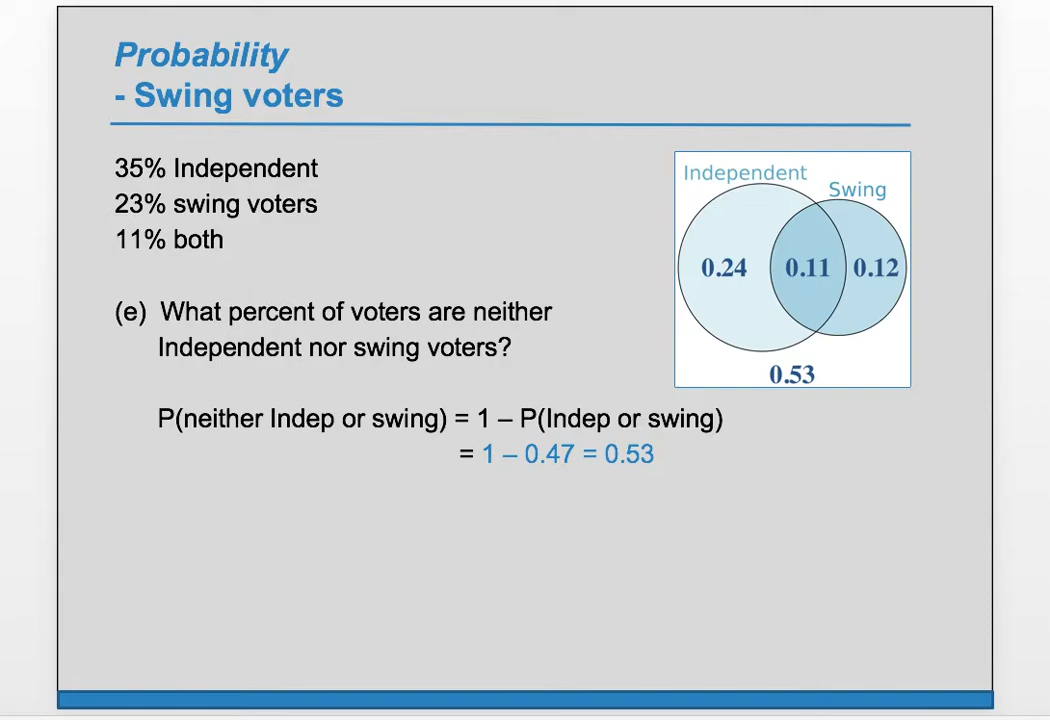 Probability
- Swing voters
35% Independent
23% swing voters
11% both
(e) What percent of voters are neither
Independent nor swing voters?
P(neither Indep or swing) = 1 – P(Indep or swing)
= 1 – 0.47 = 0.53
Independent
Swing
0.24 0.11 0.12
0.53